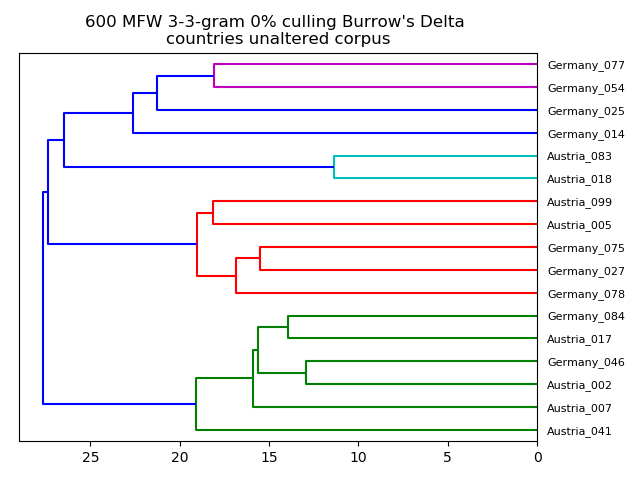 600 MFW 3-3-gram 0% culling Burrow's Delta
countries unaltered corpus
Germany_077
Germany_054
Germany_025
Germany_014
Austria_083
Austria_018
Austria_099
Austria_005
Germany_075
Germany_027
Germany_078
Germany_084
Austria_017
Germany_046
Austria_002
Austria_007
Austria_041
25 20 15 10 5 0